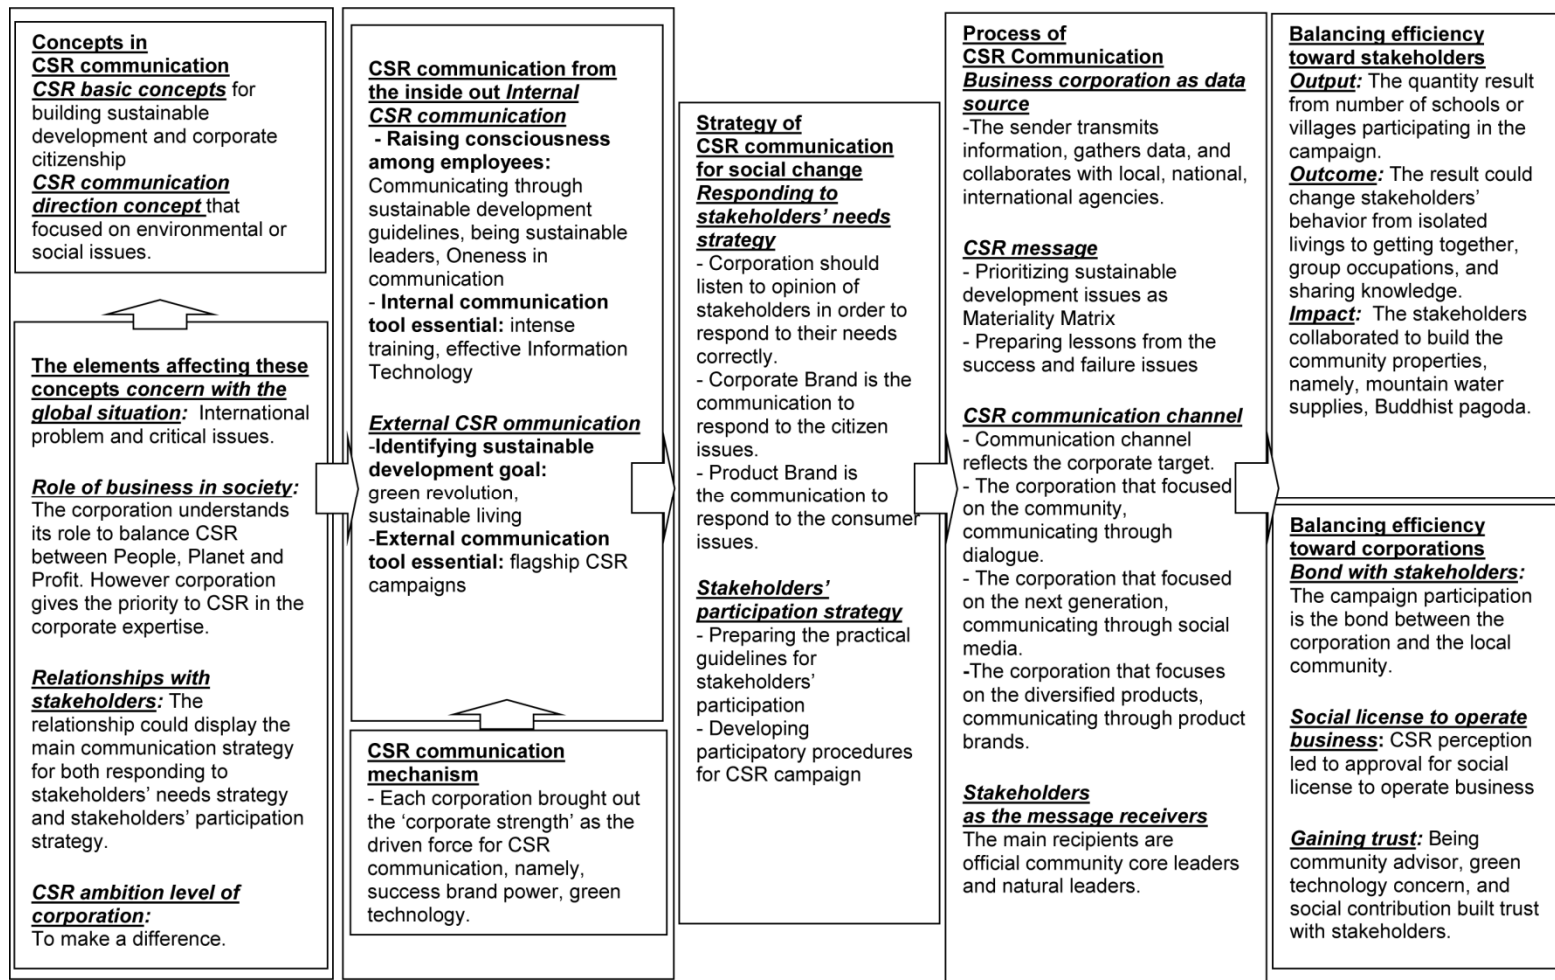 Concepts in
CSR communication
CSR basic concepts for
building sustainable
development and corporate
citizenship
CSR communication
direction concept that
focused on environmental or
social issues.
The elements affecting these
concepts concern with the
global situation: International
problem and critical issues.
Role of business in society:
The corporation understands
its role to balance CSR
between People, Planet and
Profit. However corporation
gives the priority to CSR in the
corporate expertise.
Relationships with
stakeholders: The
relationship could display the
main communication strategy
for both responding to
stakeholders' needs strategy
and stakeholders' participation
strategy.
CSR ambition level of
corporation:
To make a difference.
CSR communication from
the inside out Internal
CSR communication
- Raising consciousness
among employees:
Communicating through
sustainable development
guidelines, being sustainable
leaders, Oneness in
communication
- Internal communication
tool essential: intense
training, effective Information
Technology
External CSR ommunication
-Identifying sustainable
development goal:
green revolution,
sustainable living
-External communication
tool essential: flagship CSR
campaigns
CSR communication
mechanism
- Each corporation brought out
the 'corporate strength' as the
driven force for CSR
communication, namely,
success brand power, green
technology.
Strategy of
CSR communication
for social change
Responding to
stakeholders' needs
strategy
- Corporation should
listen to opinion of
stakeholders in order to
respond to their needs
correctly.
- Corporate Brand is the
communication to
respond to the citizen
issues.
- Product Brand is
the communication to
respond to the consumer
issues.
Stakeholders'
participation strategy
- Preparing the practical
guidelines for
stakeholders'
participation
- Developing
participatory procedures
for CSR campaign
Process of
CSR Communication
Business corporation as data
source
-The sender transmits
information, gathers data, and
collaborates with local, national,
international agencies.
CSR message
- Prioritizing sustainable
development issues as
Materiality Matrix
- Preparing lessons from the
success and failure issues
CSR communication channel
- Communication channel
reflects the corporate target.
- The corporation that focused
on the community,
communicating through
dialogue.
- The corporation that focused
on the next generation,
communicating through social
media.
-The corporation that focuses
on the diversified products,
communicating through product
brands.
Stakeholders
as the message receivers
The main recipients are
official community core leaders
and natural leaders.
Balancing efficiency
toward stakeholders
Output: The quantity result
from number of schools or
villages participating in the
campaign.
Outcome: The result could
change stakeholders'
behavior from isolated
livings to getting together,
group occupations, and
sharing knowledge.
Impact: The stakeholders
collaborated to build the
community properties,
namely, mountain water
supplies, Buddhist pagoda.
Balancing efficiency
toward corporations
Bond with stakeholders:
The campaign participation
is the bond between the
corporation and the local
community.
Social license to operate
business: CSR perception
led to approval for social
license to operate business
Gaining trust: Being
community advisor, green
technology concern, and
social contribution built trust
with stakeholders.